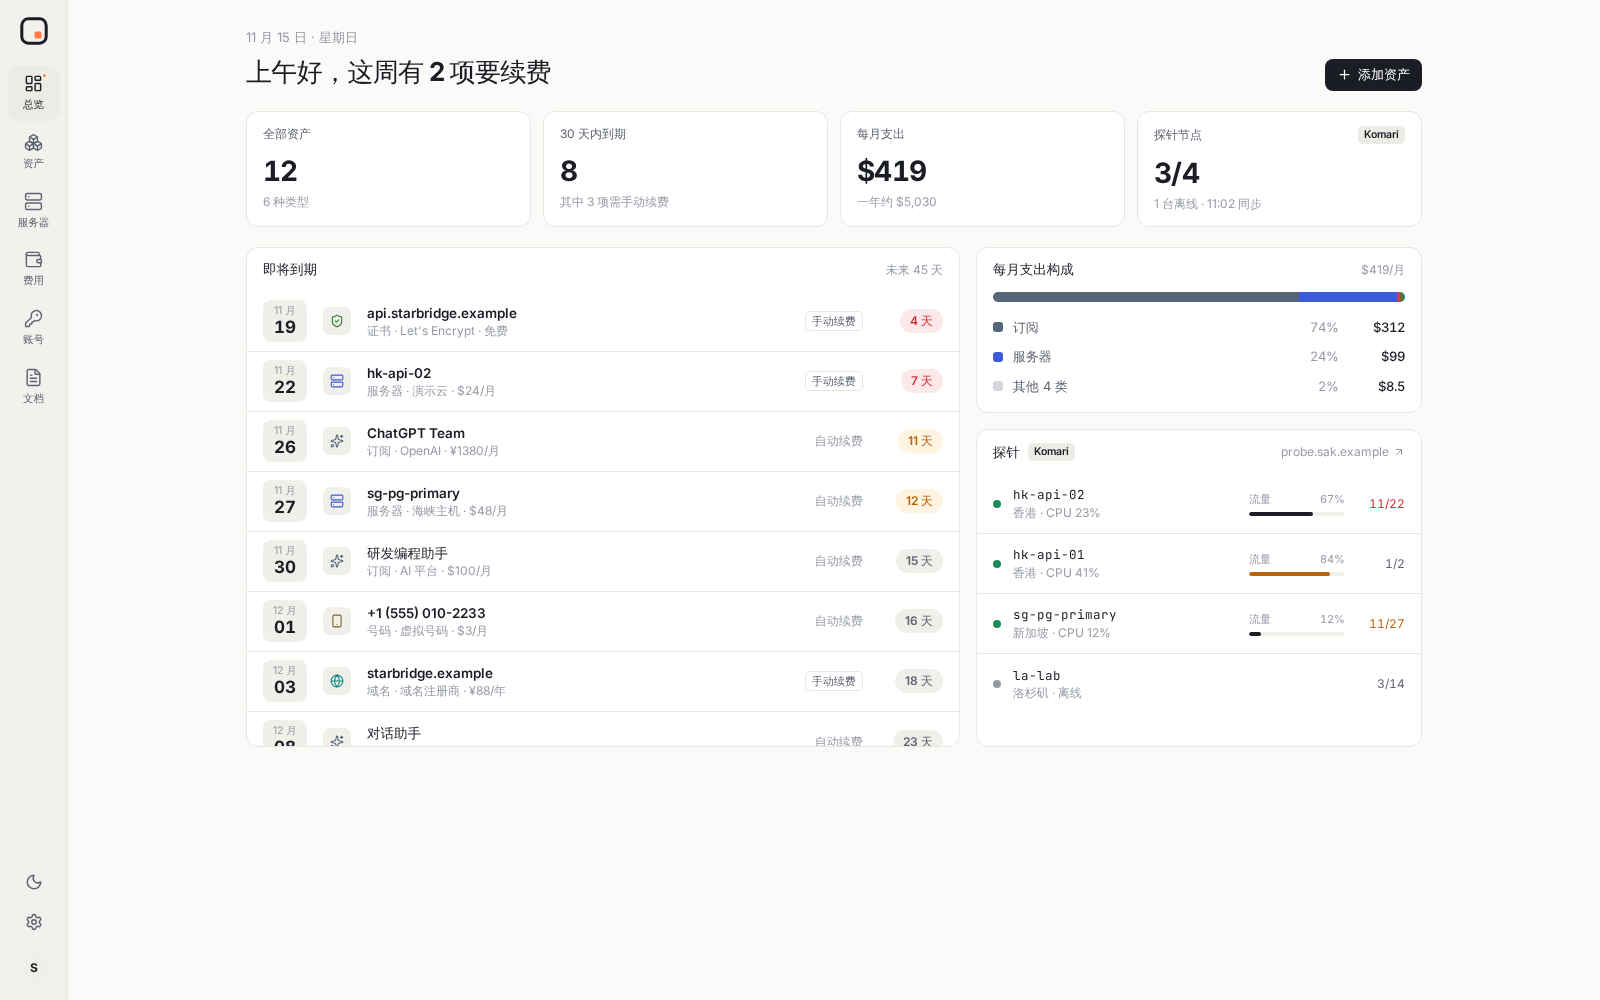 总览
资产
服务器
费用
账号
文档
S
11 月 15 日 · 星期日
上午好，这周有 2 项要续费
添加资产
全部资产
12
6 种类型
30 天内到期
8
其中 3 项需手动续费
每月支出
$419
一年约 $5,030
探针节点
Komari
3/4
1 台离线 · 11:02 同步
即将到期
未来 45 天
11 月
19
api.starbridge.example
证书 · Let's Encrypt · 免费
手动续费
4 天
11 月
22
hk-api-02
服务器 · 演示云 · $24/月
手动续费
7 天
11 月
26
ChatGPT Team
订阅 · OpenAI · ¥1380/月
自动续费
11 天
11 月
27
sg-pg-primary
服务器 · 海峡主机 · $48/月
自动续费
12 天
11 月
30
研发编程助手
订阅 · AI 平台 · $100/月
自动续费
15 天
12 月
01
+1 (555) 010-2233
号码 · 虚拟号码 · $3/月
自动续费
16 天
12 月
03
starbridge.example
域名 · 域名注册商 · ¥88/年
手动续费
18 天
12 月
08
对话助手
自动续费
23 天
每月支出构成
$419/月
订阅
74%
$312
服务器
24%
$99
其他 4 类
2%
$8.5
探针
Komari
probe.sak.example
hk-api-02
香港 · CPU 23%
流量
67%
11/22
hk-api-01
香港 · CPU 41%
流量
84%
1/2
sg-pg-primary
新加坡 · CPU 12%
流量
12%
11/27
la-lab
洛杉矶 · 离线
3/14